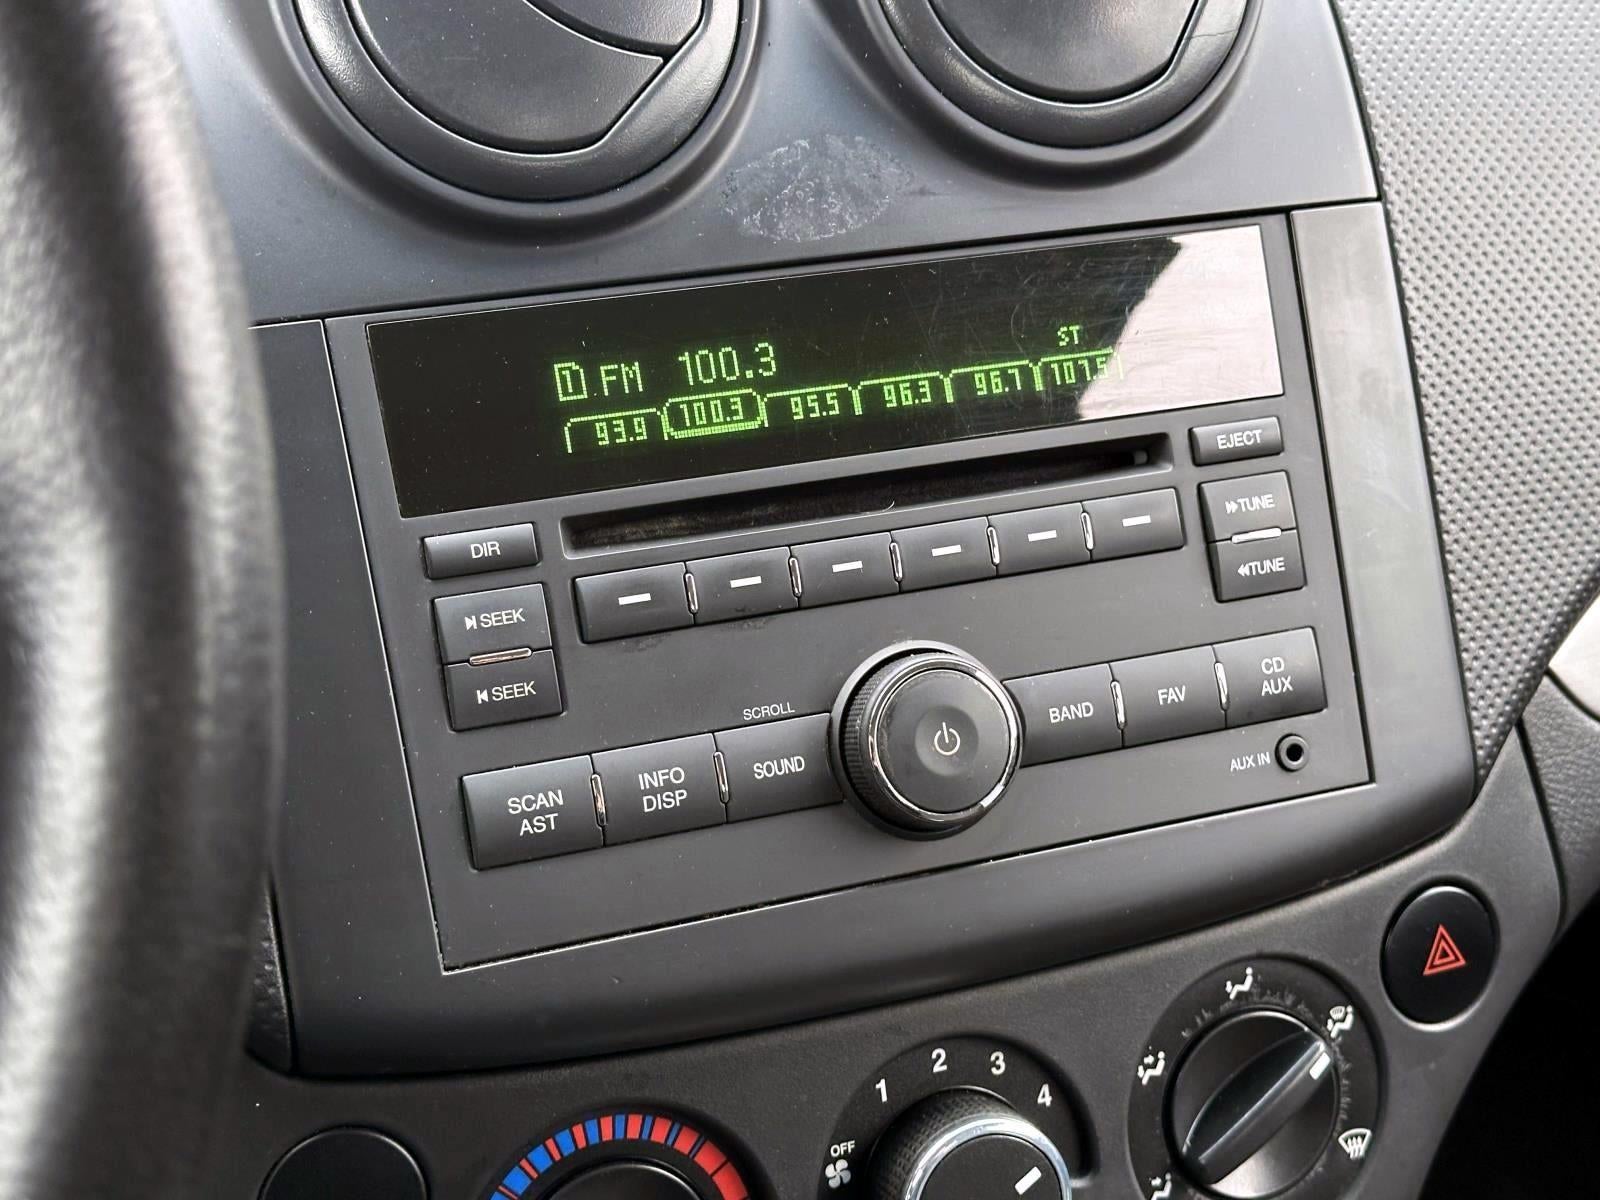 ST
1 FM 100.3
93.9 100.3 95.5 96.3 96.7 107.5
EJECT
DIR
TUNE
TUNE
SEEK
SEEK
SCROLL
SCAN
AST
INFO
DISP
SOUND
BAND
FAV
CD
AUX
AUX IN
OFF 1 2 3 4